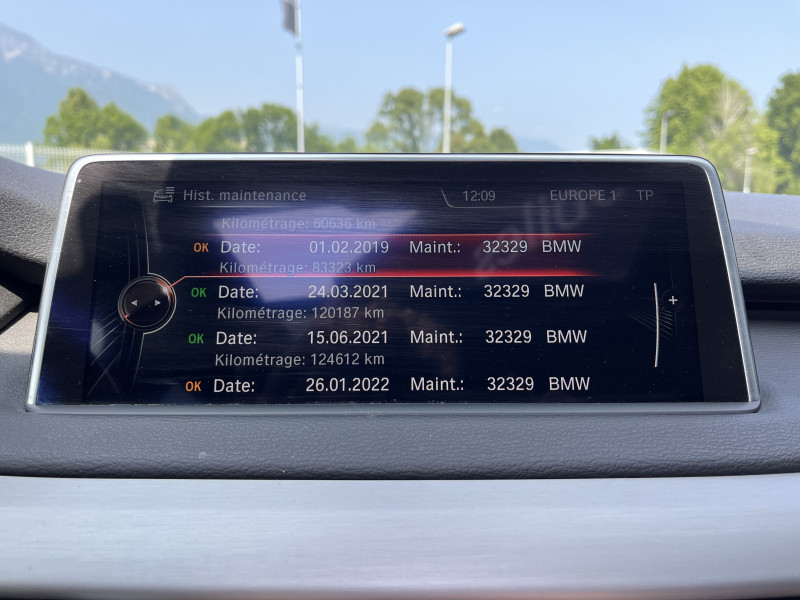 Hist. maintenance 12:09 EUROPE 1 TP
Kilométrage: 60636 km
OK Date: 01.02.2019 Maint.: 32329 BMW
Kilométrage: 83323 km
OK Date: 24.03.2021 Maint.: 32329 BMW
Kilométrage: 120187 km
OK Date: 15.06.2021 Maint.: 32329 BMW
Kilométrage: 124612 km
OK Date: 26.01.2022 Maint.: 32329 BMW